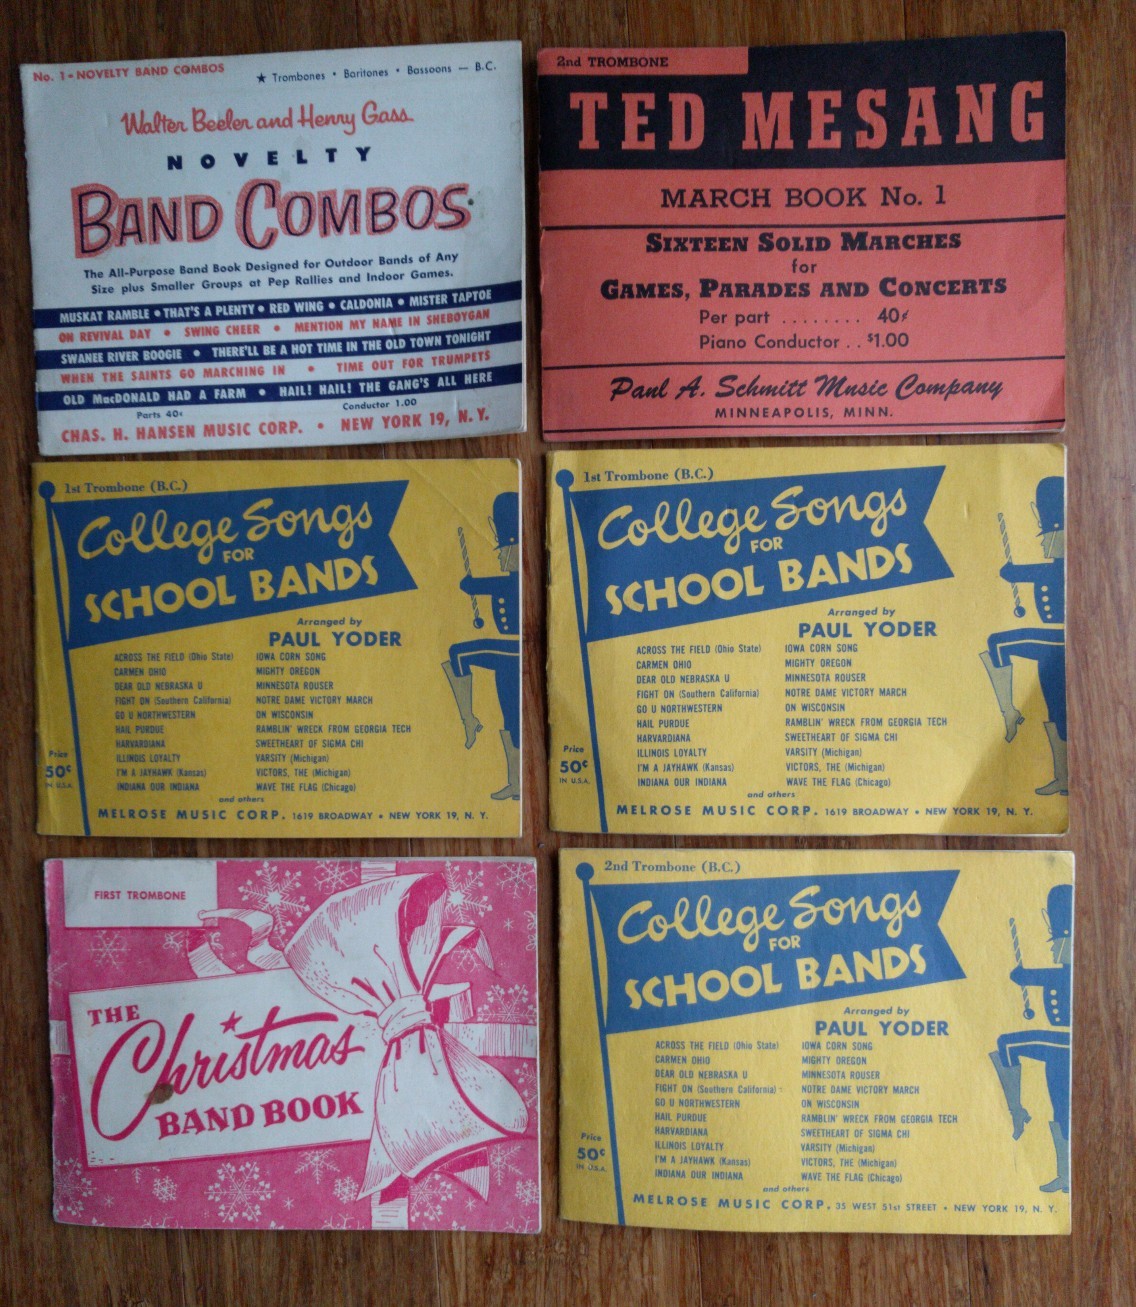 No. 1 - NOVELTY BAND COMBOS
★ Trombones • Baritones • Bassoons — B.C.
Walter Beeler and Henry Gass
NOVELTY
BAND COMBOS
The All-Purpose Band Book Designed for Outdoor Bands of Any
Size plus Smaller Groups at Pep Rallies and Indoor Games.
MUSKAT RAMBLE • THAT'S A PLENTY • RED WING • CALDONIA • MISTER TAPTOE
ON REVIVAL DAY • SWING CHEER • MENTION MY NAME IN SHEBOYGAN
SWANEE RIVER BOOGIE • THERE'LL BE A HOT TIME IN THE OLD TOWN TONIGHT
WHEN THE SAINTS GO MARCHING IN • TIME OUT FOR TRUMPETS
OLD MacDONALD HAD A FARM • HAIL! HAIL! THE GANG'S ALL HERE
Parts 40¢ Conductor 1.00
CHAS. H. HANSEN MUSIC CORP. • NEW YORK 19, N. Y.
2nd TROMBONE
TED MESANG
MARCH BOOK No. 1
SIXTEEN SOLID MARCHES
for
GAMES, PARADES AND CONCERTS
Per part ........ 40¢
Piano Conductor .. $1.00
Paul A. Schmitt Music Company
MINNEAPOLIS, MINN.
1st Trombone (B.C.)
College Songs
FOR
SCHOOL BANDS
Arranged by
PAUL YODER
ACROSS THE FIELD (Ohio State) IOWA CORN SONG
CARMEN OHIO MIGHTY OREGON
DEAR OLD NEBRASKA U MINNESOTA ROUSER
FIGHT ON (Southern California) NOTRE DAME VICTORY MARCH
GO U NORTHWESTERN ON WISCONSIN
HAIL PURDUE RAMBLIN' WRECK FROM GEORGIA TECH
HARVARDIANA SWEETHEART OF SIGMA CHI
ILLINOIS LOYALTY VARSITY (Michigan)
I'M A JAYHAWK (Kansas) VICTORS, THE (Michigan)
INDIANA OUR INDIANA WAVE THE FLAG (Chicago)
and others
Price
50¢
IN U.S.A.
MELROSE MUSIC CORP. 1619 BROADWAY • NEW YORK 19, N. Y.
1st Trombone (B.C.)
College Songs
FOR
SCHOOL BANDS
Arranged by
PAUL YODER
ACROSS THE FIELD (Ohio State) IOWA CORN SONG
CARMEN OHIO MIGHTY OREGON
DEAR OLD NEBRASKA U MINNESOTA ROUSER
FIGHT ON (Southern California) NOTRE DAME VICTORY MARCH
GO U NORTHWESTERN ON WISCONSIN
HAIL PURDUE RAMBLIN' WRECK FROM GEORGIA TECH
HARVARDIANA SWEETHEART OF SIGMA CHI
ILLINOIS LOYALTY VARSITY (Michigan)
I'M A JAYHAWK (Kansas) VICTORS, THE (Michigan)
INDIANA OUR INDIANA WAVE THE FLAG (Chicago)
and others
Price
50¢
IN U.S.A.
MELROSE MUSIC CORP. 1619 BROADWAY • NEW YORK 19, N. Y.
FIRST TROMBONE
THE
Christmas
BAND BOOK
2nd Trombone (B.C.)
College Songs
FOR
SCHOOL BANDS
Arranged by
PAUL YODER
ACROSS THE FIELD (Ohio State) IOWA CORN SONG
CARMEN OHIO MIGHTY OREGON
DEAR OLD NEBRASKA U MINNESOTA ROUSER
FIGHT ON (Southern California) NOTRE DAME VICTORY MARCH
GO U NORTHWESTERN ON WISCONSIN
HAIL PURDUE RAMBLIN' WRECK FROM GEORGIA TECH
HARVARDIANA SWEETHEART OF SIGMA CHI
ILLINOIS LOYALTY VARSITY (Michigan)
I'M A JAYHAWK (Kansas) VICTORS, THE (Michigan)
INDIANA OUR INDIANA WAVE THE FLAG (Chicago)
and others
Price
50¢
IN U.S.A.
MELROSE MUSIC CORP. 35 WEST 51st STREET • NEW YORK 19, N. Y.